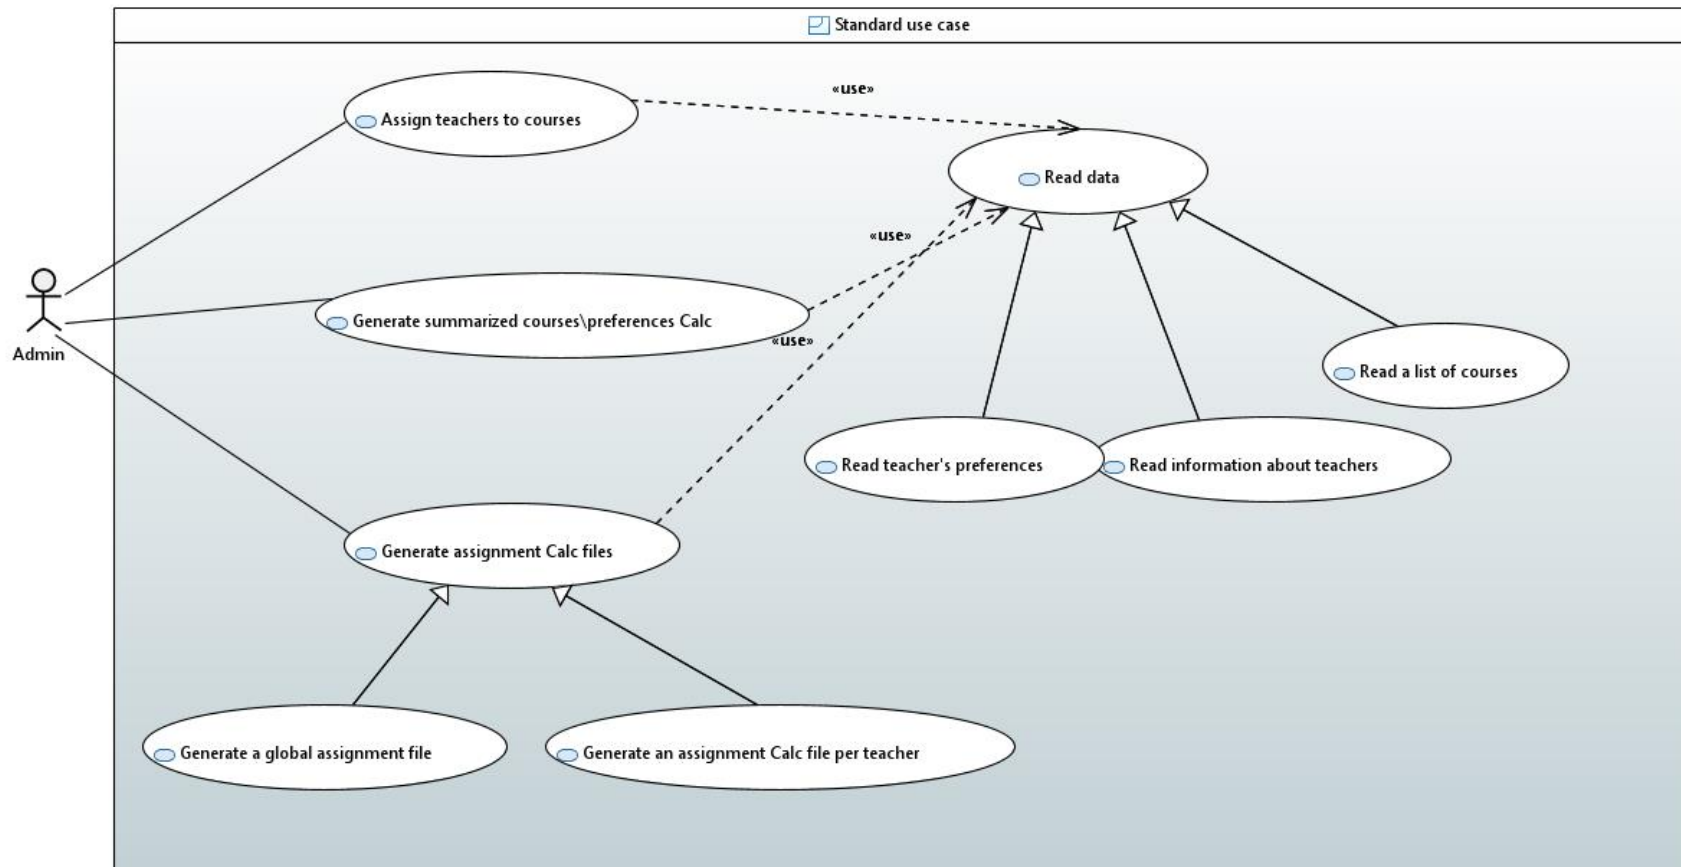 Standard use case
«use»
Assign teachers to courses
Read data
«use»
Generate summarized courses\preferences Calc
«use»
Admin
Read a list of courses
Read teacher's preferences
Read information about teachers
Generate assignment Calc files
Generate a global assignment file
Generate an assignment Calc file per teacher